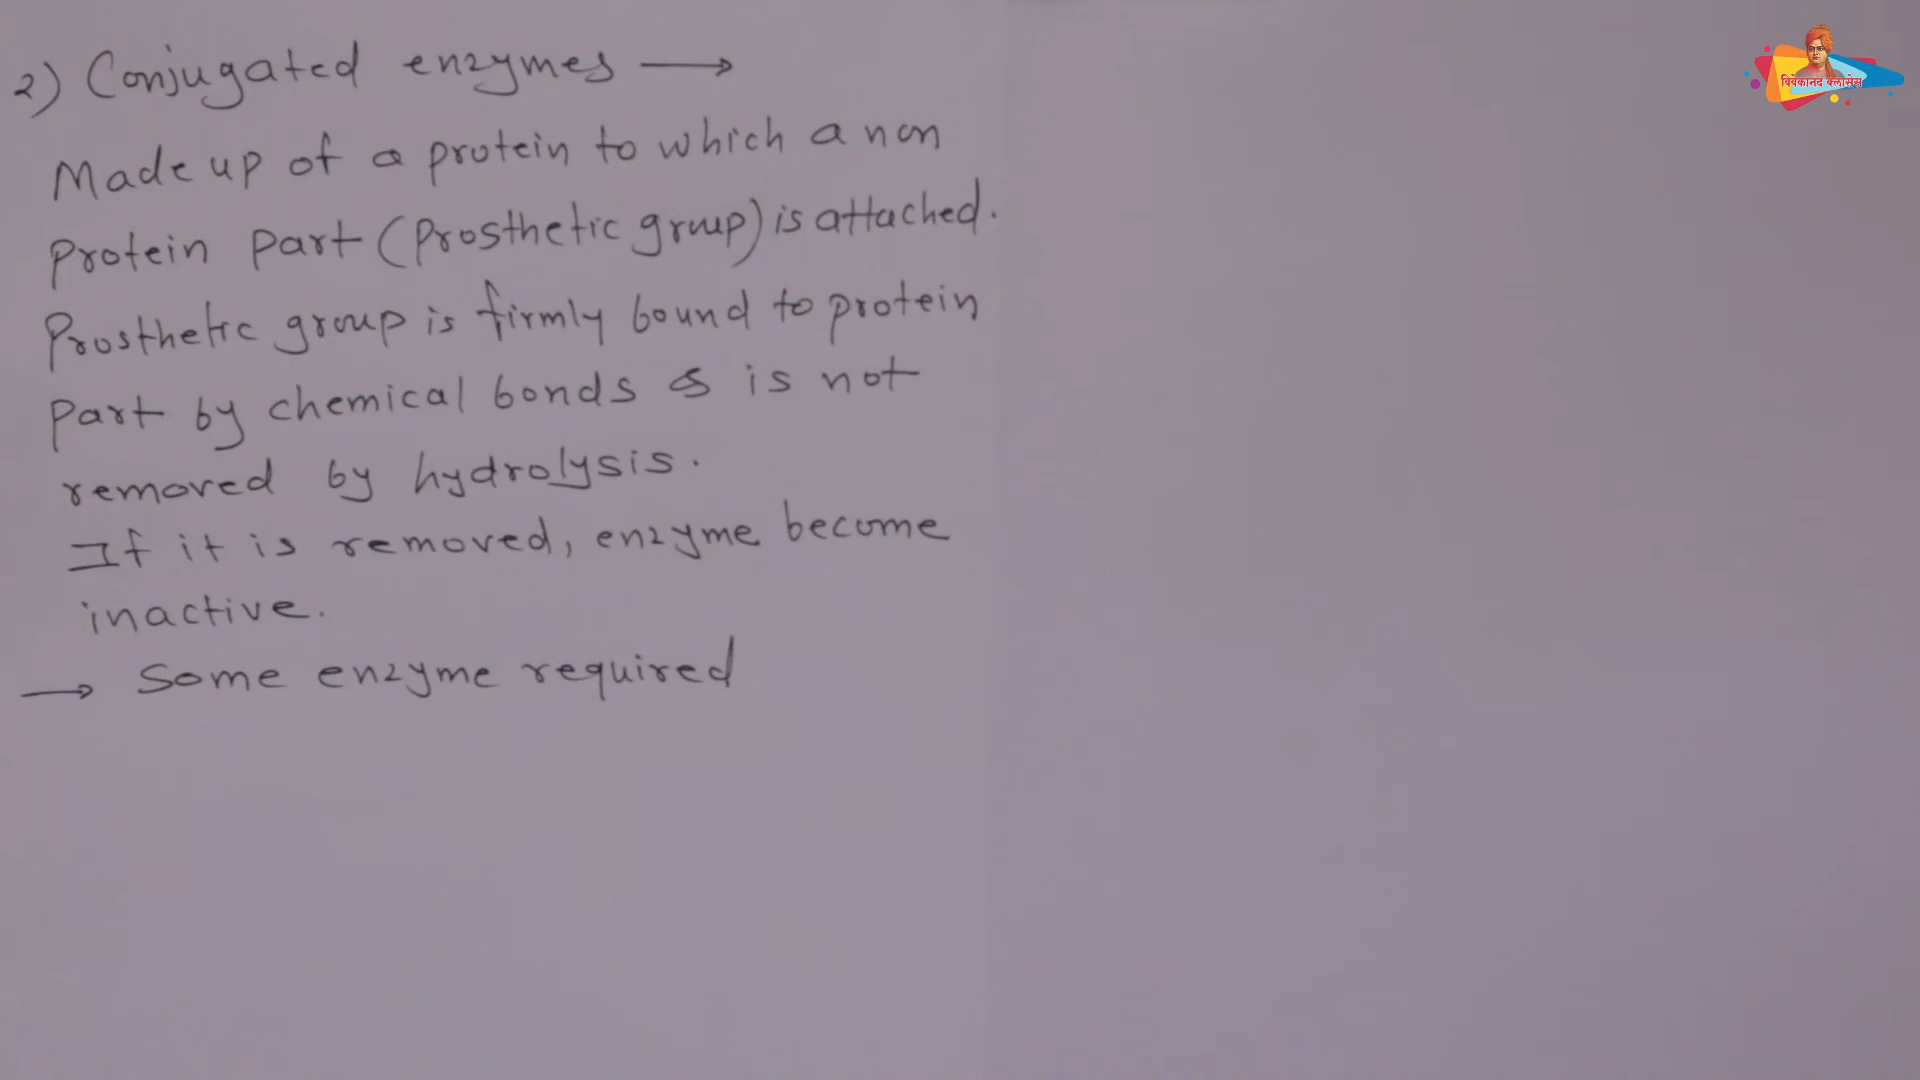 2) Conjugated enzymes →
Made up of a protein to which a non
protein part (prosthetic group) is attached.
Prosthetic group is firmly bound to protein
part by chemical bonds & is not
removed by hydrolysis.
If it is removed, enzyme become
inactive.
→ Some enzyme required
विवेकानंद क्लासेस